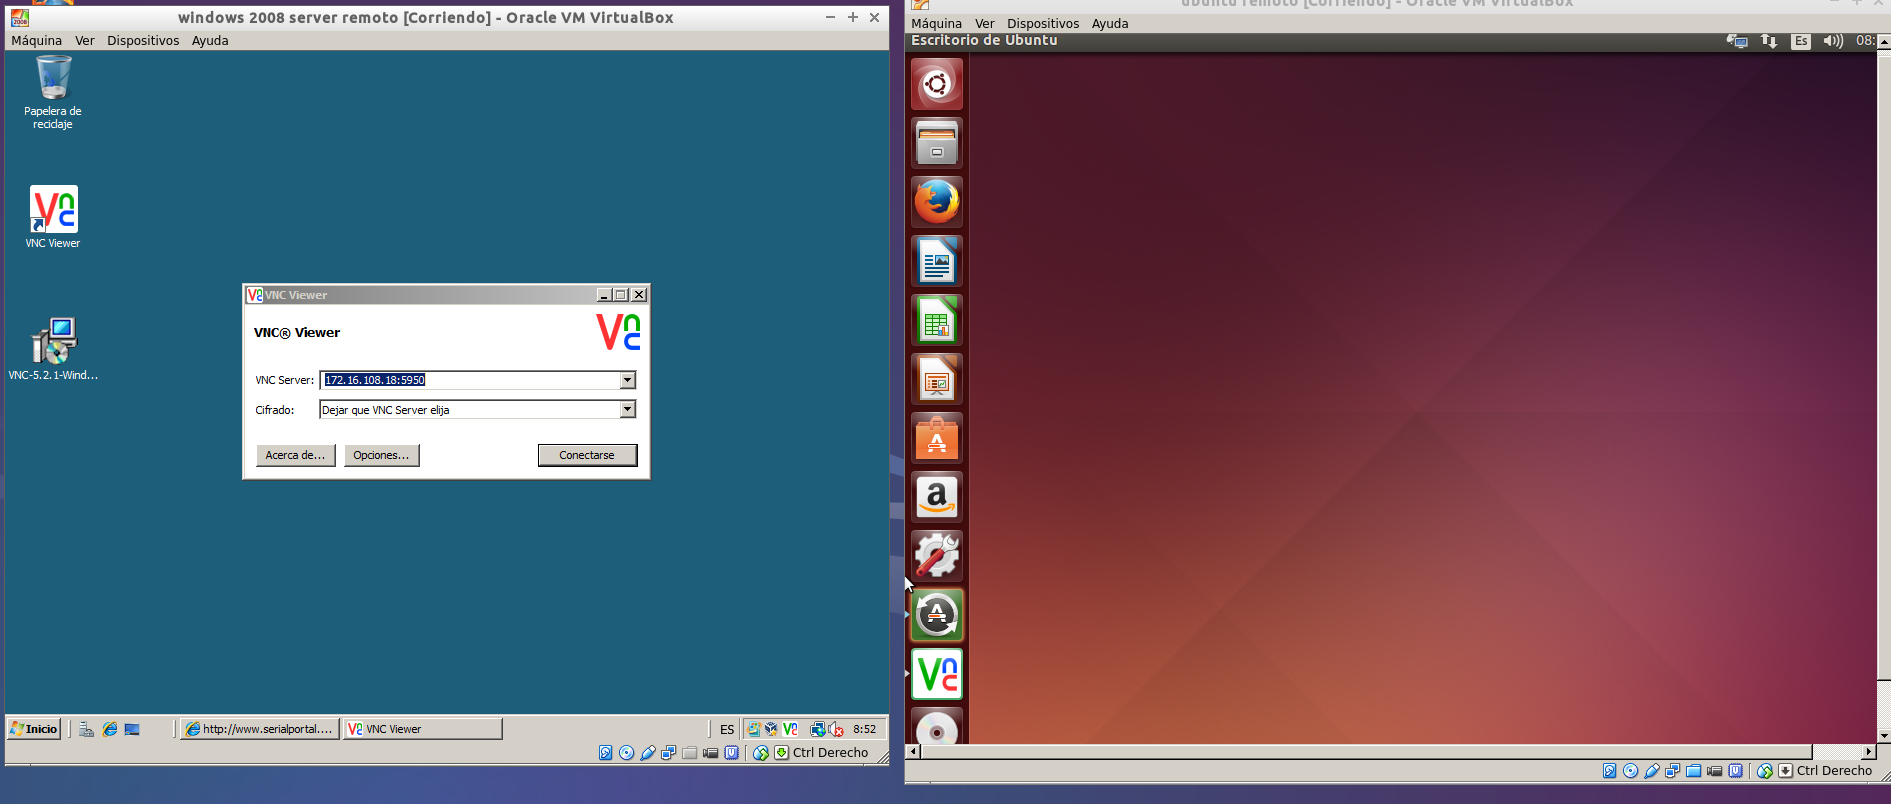 windows 2008 server remoto [Corriendo] - Oracle VM VirtualBox
Máquina Ver Dispositivos Ayuda
Papelera de
reciclaje
VNC Viewer
VNC-5.2.1-Wind...
VNC Viewer
VNC® Viewer
VNC Server: 172.16.108.18:5950
Cifrado: Dejar que VNC Server elija
Acerca de... Opciones... Conectarse
Inicio http://www.serialportal.... VNC Viewer ES 8:52
Ctrl Derecho
ubuntu remoto [Corriendo] - Oracle VM VirtualBox
Máquina Ver Dispositivos Ayuda
Escritorio de Ubuntu Es 08:
Ctrl Derecho